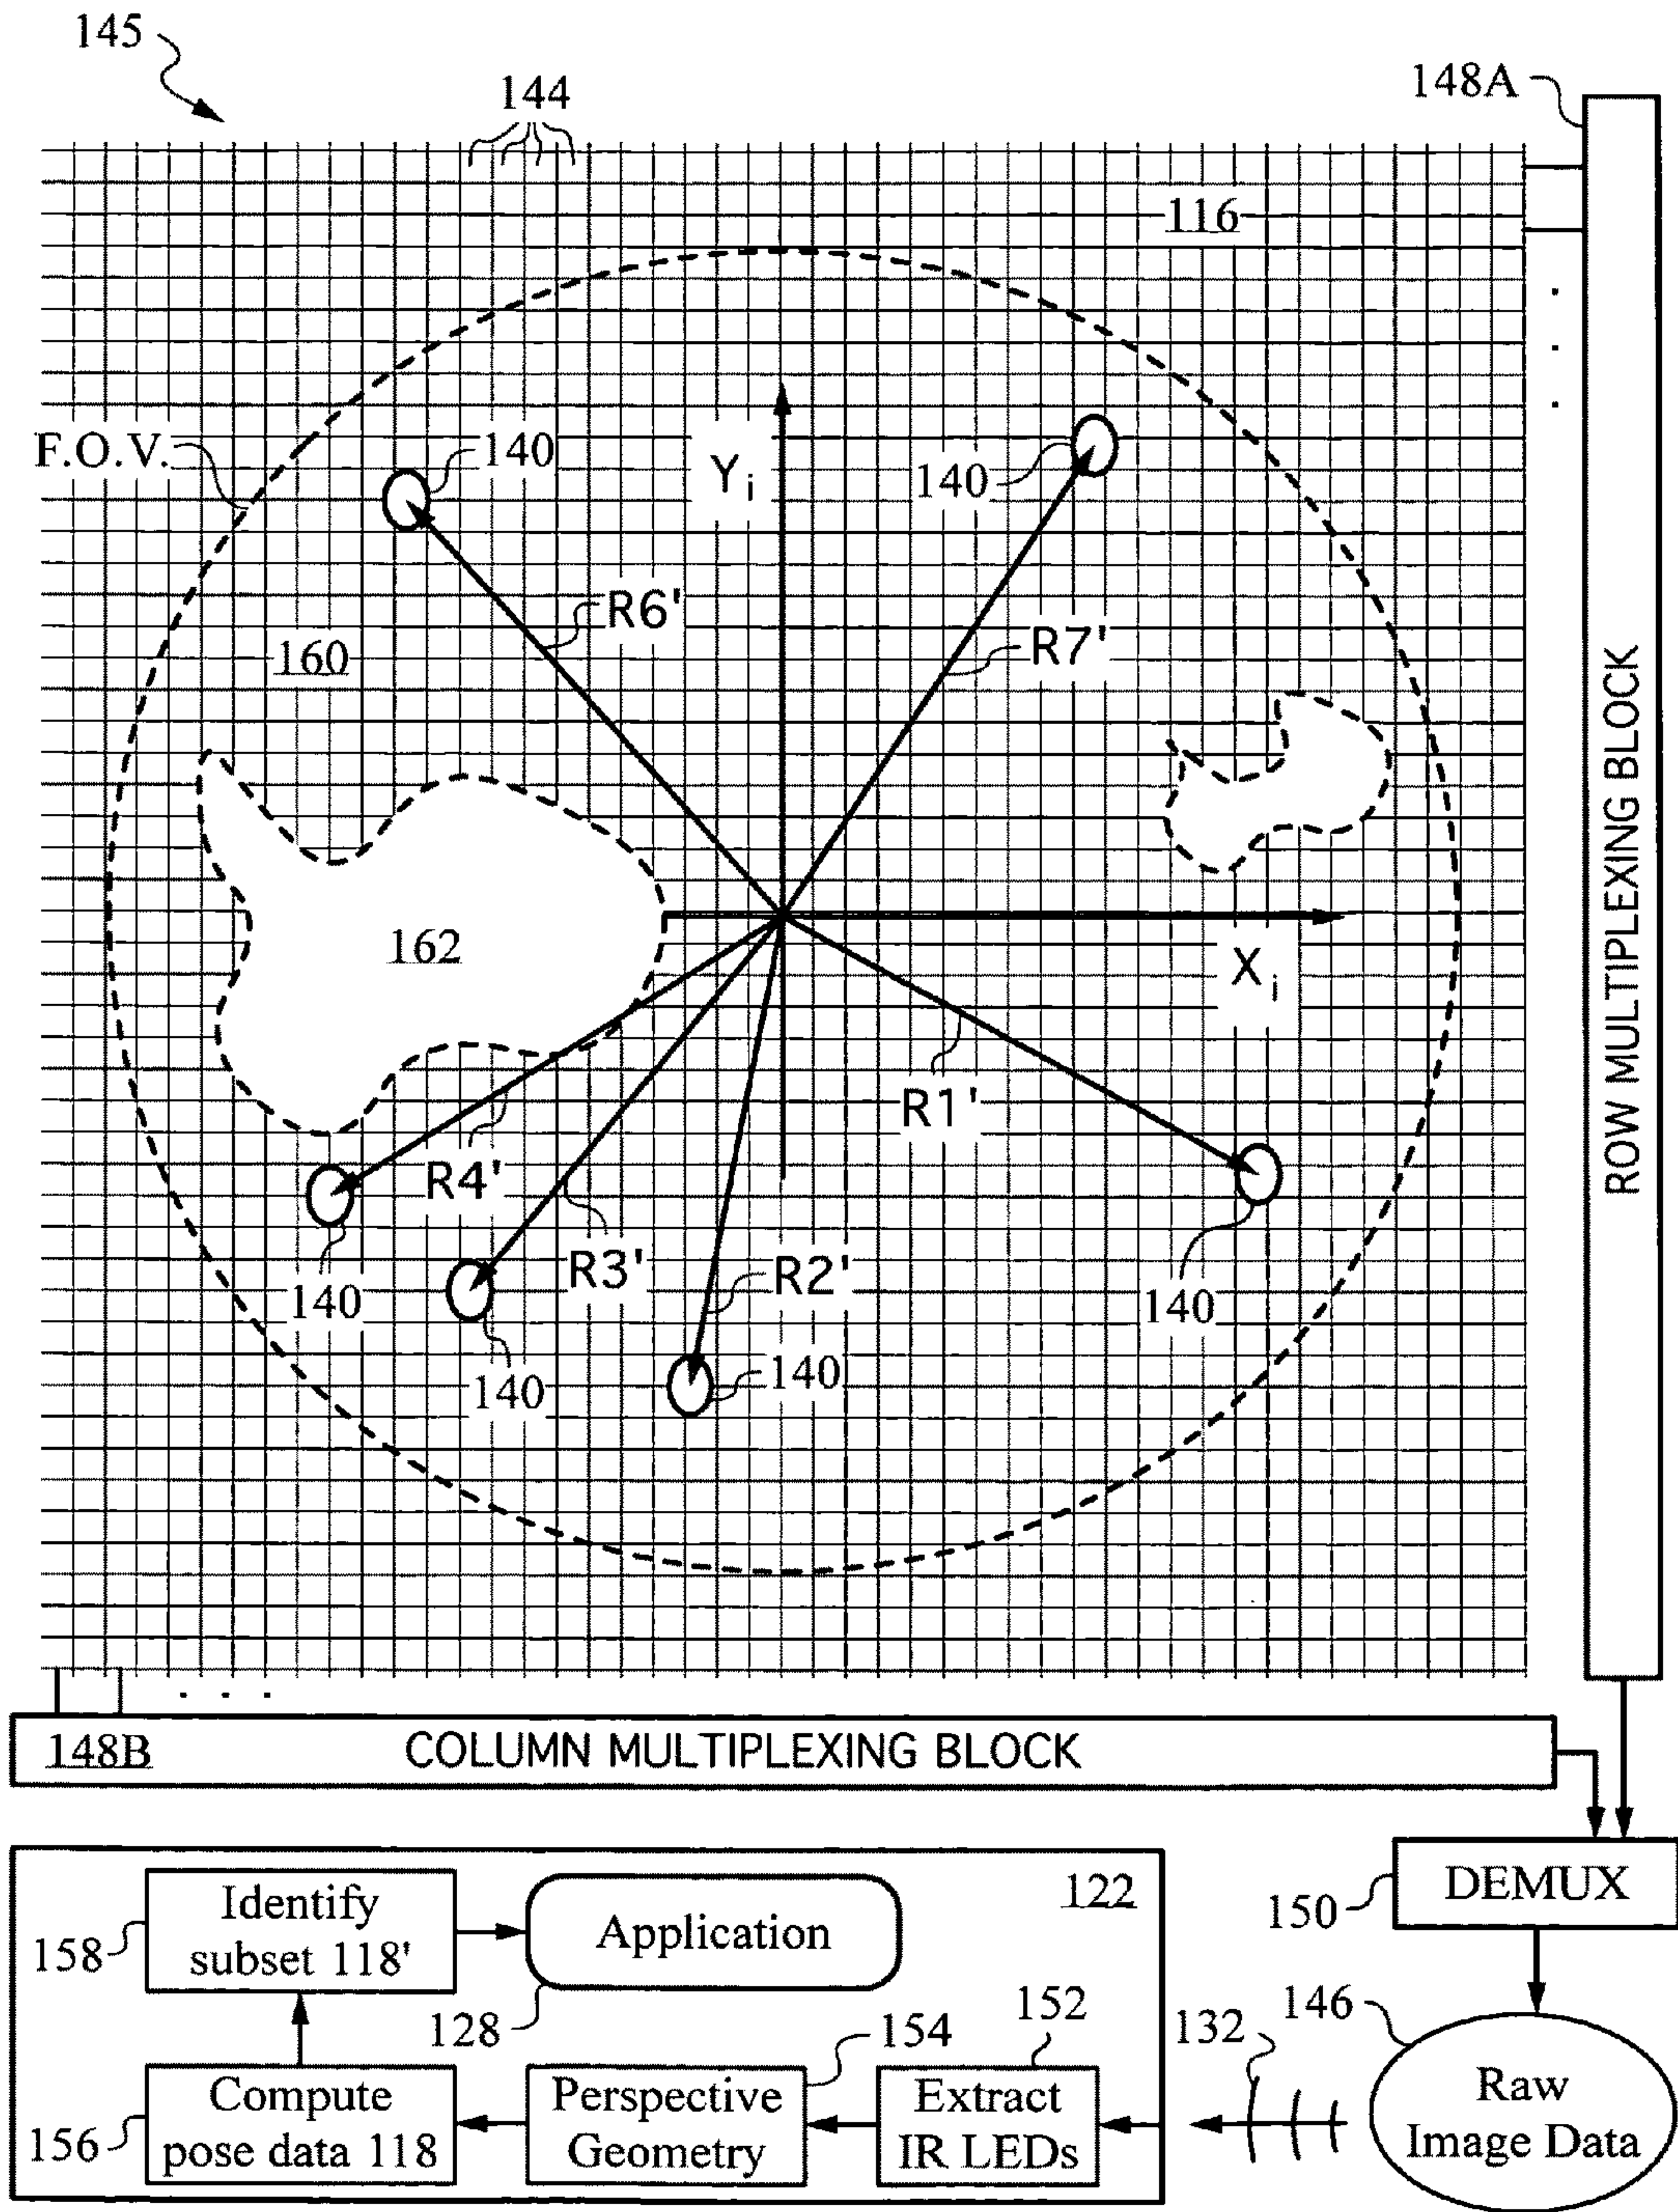 145
144
148A
116
F.O.V.
140
Yi
140
R6'
160
R7'
ROW MULTIPLEXING BLOCK
162
Xi
R1'
R4'
R3'
R2'
140
140
140
140
148B
COLUMN MULTIPLEXING BLOCK
122
DEMUX
150
Identify
subset 118'
158
Application
128
152
154
132
146
Compute
pose data 118
156
Perspective
Geometry
Extract
IR LEDs
Raw
Image Data